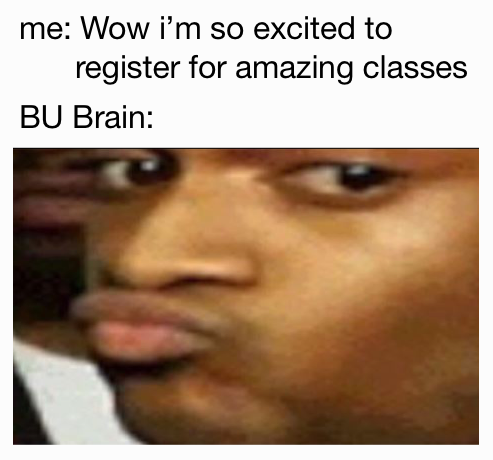 me: Wow i’m so excited to
register for amazing classes
BU Brain: